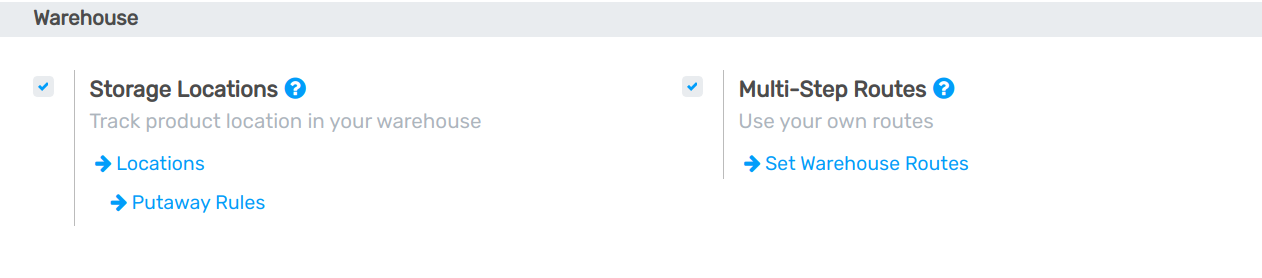 Warehouse
Storage Locations ?
Track product location in your warehouse
Locations
Putaway Rules
Multi-Step Routes ?
Use your own routes
Set Warehouse Routes